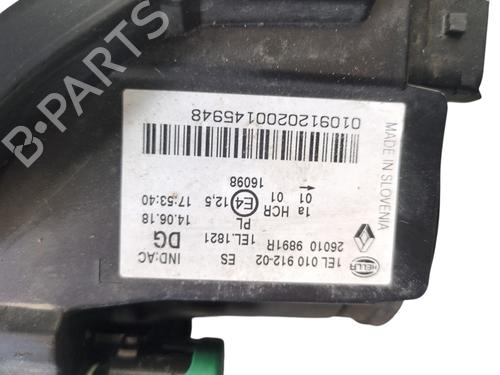 HELLA
1EL 010 912-02 ES IND:AC
26010 9891R DG
1EL.1821 14.06.18
PL 17:53:40
1a HCR E4 12,5
01 01
← 16098
MADE IN SLOVENIA
0109120200145948
B-PARTS